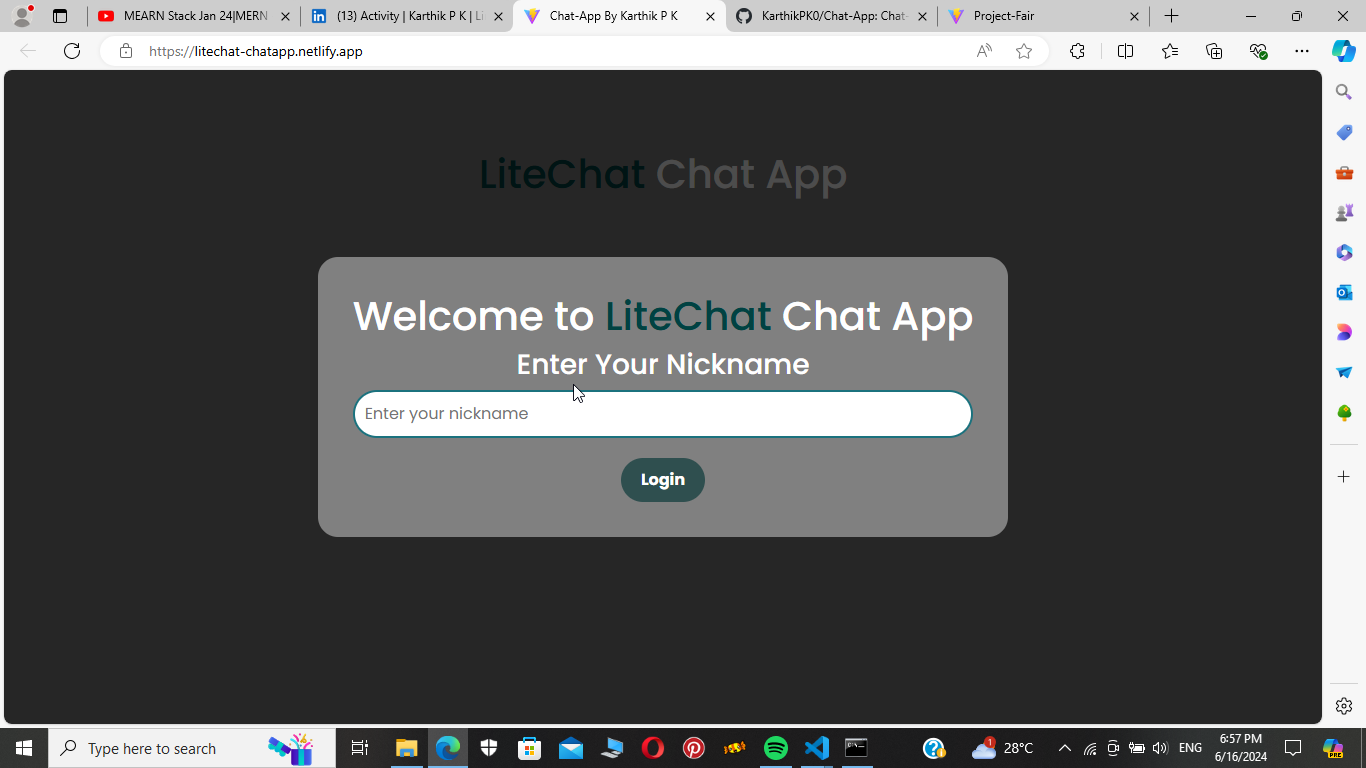 MEARN Stack Jan 24|MERN
(13) Activity | Karthik P K | Li
Chat-App By Karthik P K
KarthikPK0/Chat-App: Chat-
Project-Fair
https://litechat-chatapp.netlify.app
LiteChat Chat App
Welcome to LiteChat Chat App
Enter Your Nickname
Enter your nickname
Login
Type here to search
1
28°C
ENG
6:57 PM
6/16/2024
PRE